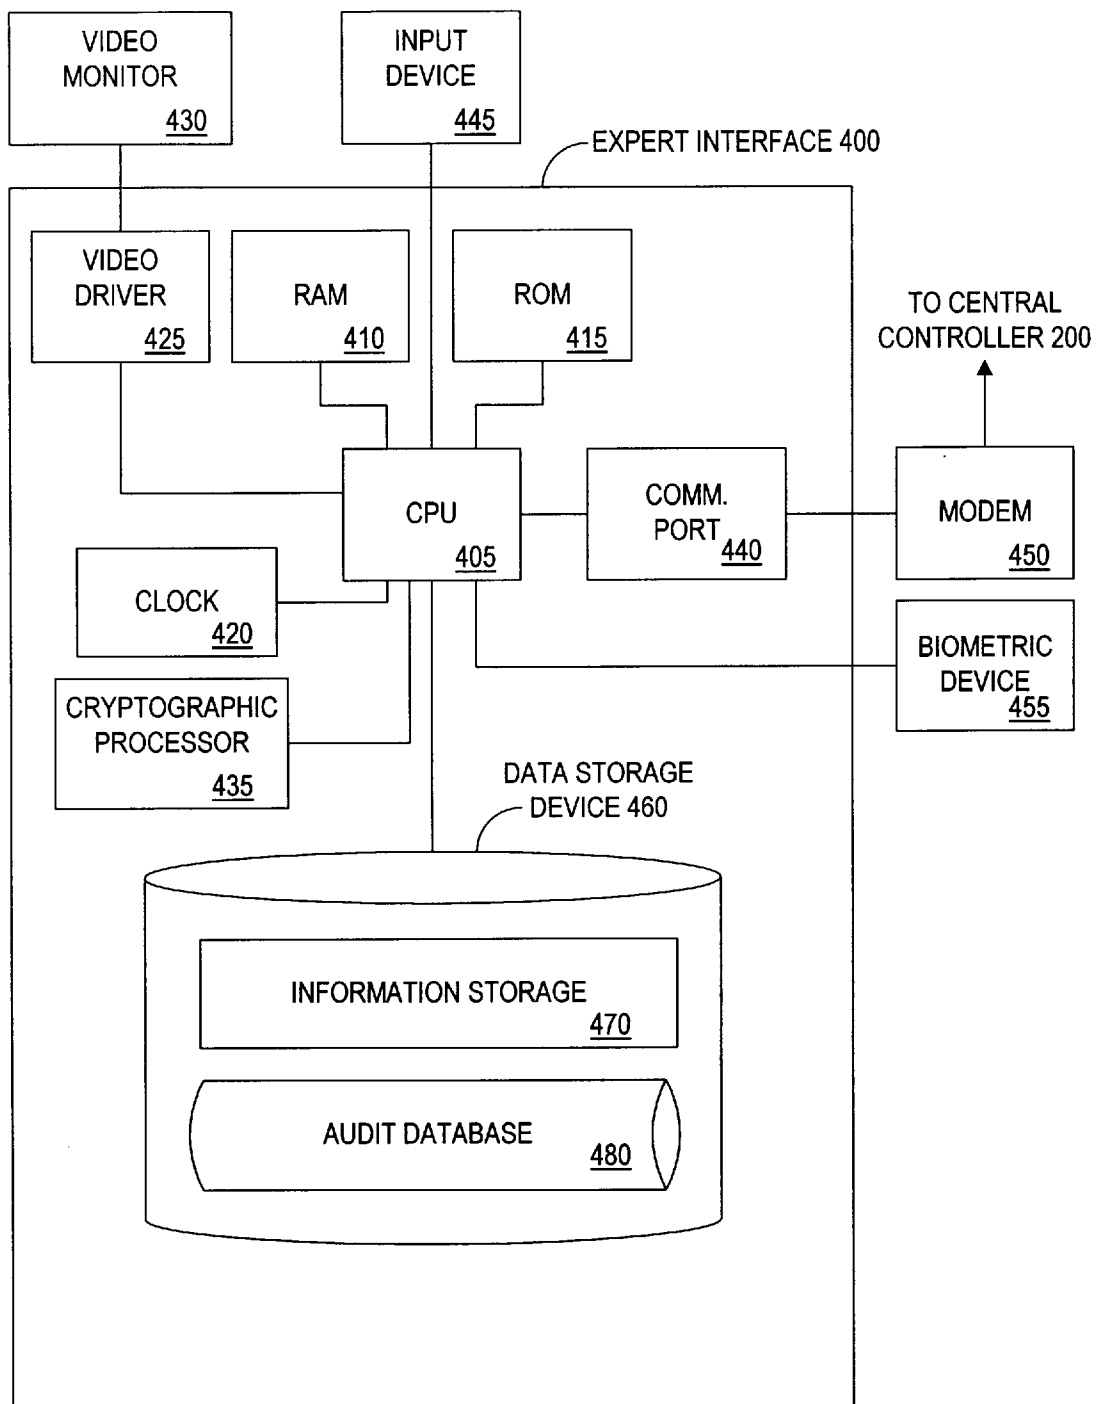 VIDEO
MONITOR
430
INPUT
DEVICE
445
EXPERT INTERFACE 400
VIDEO
DRIVER
425
RAM
410
ROM
415
TO CENTRAL
CONTROLLER 200
CPU
405
COMM.
PORT
440
MODEM
450
CLOCK
420
BIOMETRIC
DEVICE
455
CRYPTOGRAPHIC
PROCESSOR
435
DATA STORAGE
DEVICE 460
INFORMATION STORAGE
470
AUDIT DATABASE
480